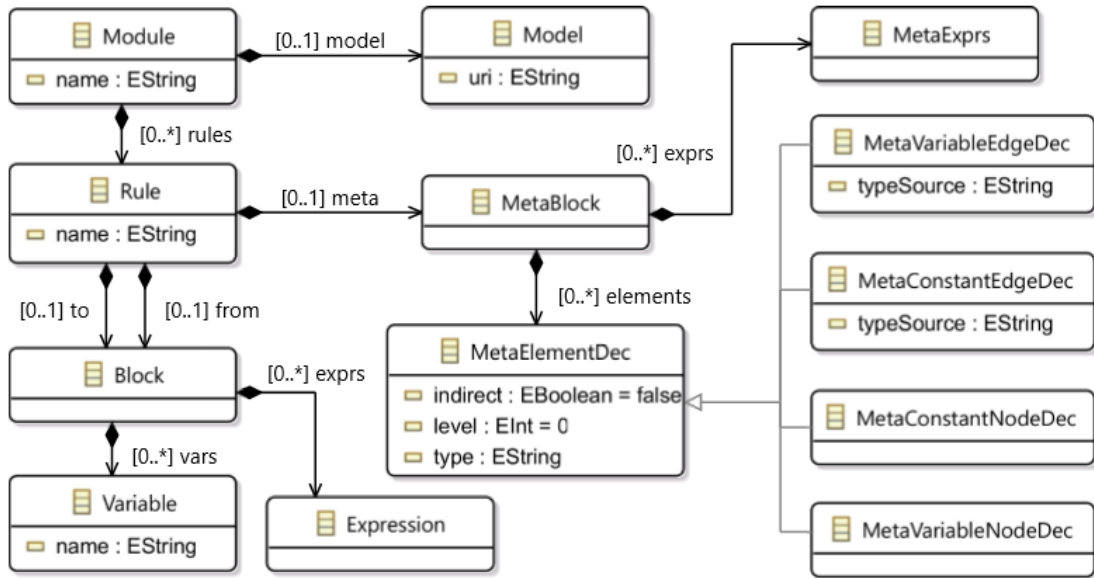 Module
name : EString
[0..1] model
Model
uri : EString
MetaExprs
[0..*] rules
[0..*] exprs
MetaVariableEdgeDec
typeSource : EString
Rule
name : EString
[0..1] meta
MetaBlock
MetaConstantEdgeDec
typeSource : EString
[0..1] to
[0..1] from
[0..*] elements
Block
[0..*] exprs
MetaElementDec
indirect : EBoolean = false
level : EInt = 0
type : EString
MetaConstantNodeDec
[0..*] vars
Variable
name : EString
Expression
MetaVariableNodeDec